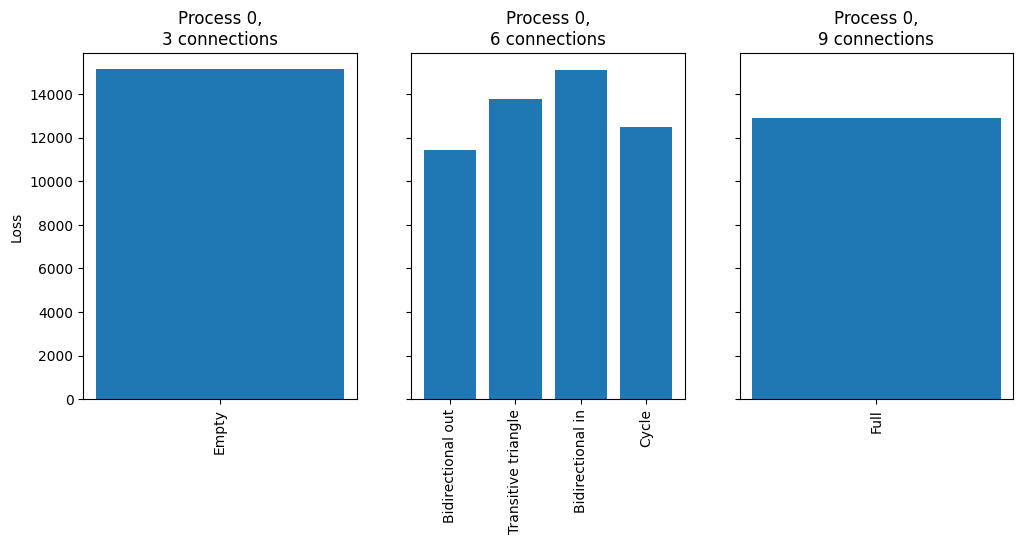 Process 0,
3 connections
Process 0,
6 connections
Process 0,
9 connections
Loss
14000
12000
10000
8000
6000
4000
2000
0
Empty
Bidirectional out
Transitive triangle
Bidirectional in
Cycle
Full